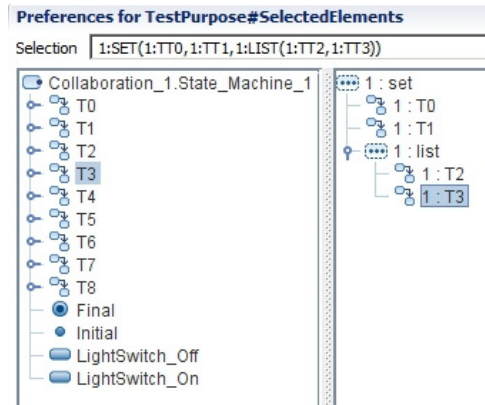 Preferences for TestPurpose#SelectedElements
Selection 1:SET(1:TT0,1:TT1,1:LIST(1:TT2,1:TT3))
Collaboration_1.State_Machine_1
T0
T1
T2
T3
T4
T5
T6
T7
T8
Final
Initial
LightSwitch_Off
LightSwitch_On
1 : set
1 : T0
1 : T1
1 : list
1 : T2
1 : T3